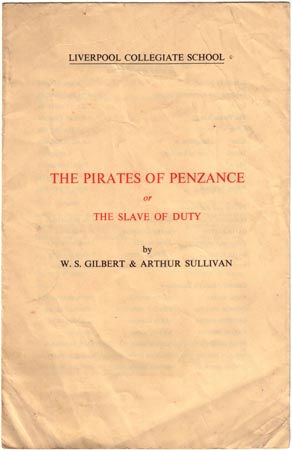 LIVERPOOL COLLEGIATE SCHOOL
THE PIRATES OF PENZANCE
or
THE SLAVE OF DUTY
by
W. S. GILBERT & ARTHUR SULLIVAN